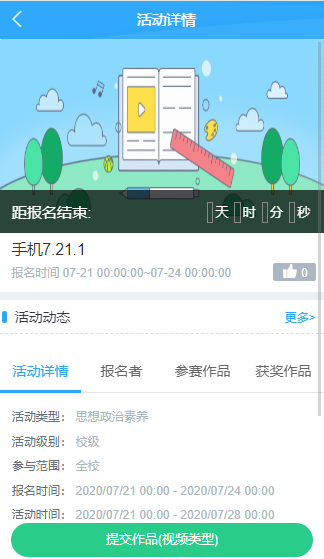 活动详情
距报名结束: 天 时 分 秒
手机7.21.1
报名时间 07-21 00:00:00~07-24 00:00:00
0
活动动态 更多>
活动详情 报名者 参赛作品 获奖作品
活动类型: 思想政治素养
活动级别: 校级
参与范围: 全校
报名时间: 2020/07/21 00:00 - 2020/07/24 00:00
活动时间: 2020/07/21 00:00 - 2020/07/28 00:00
提交作品(视频类型)